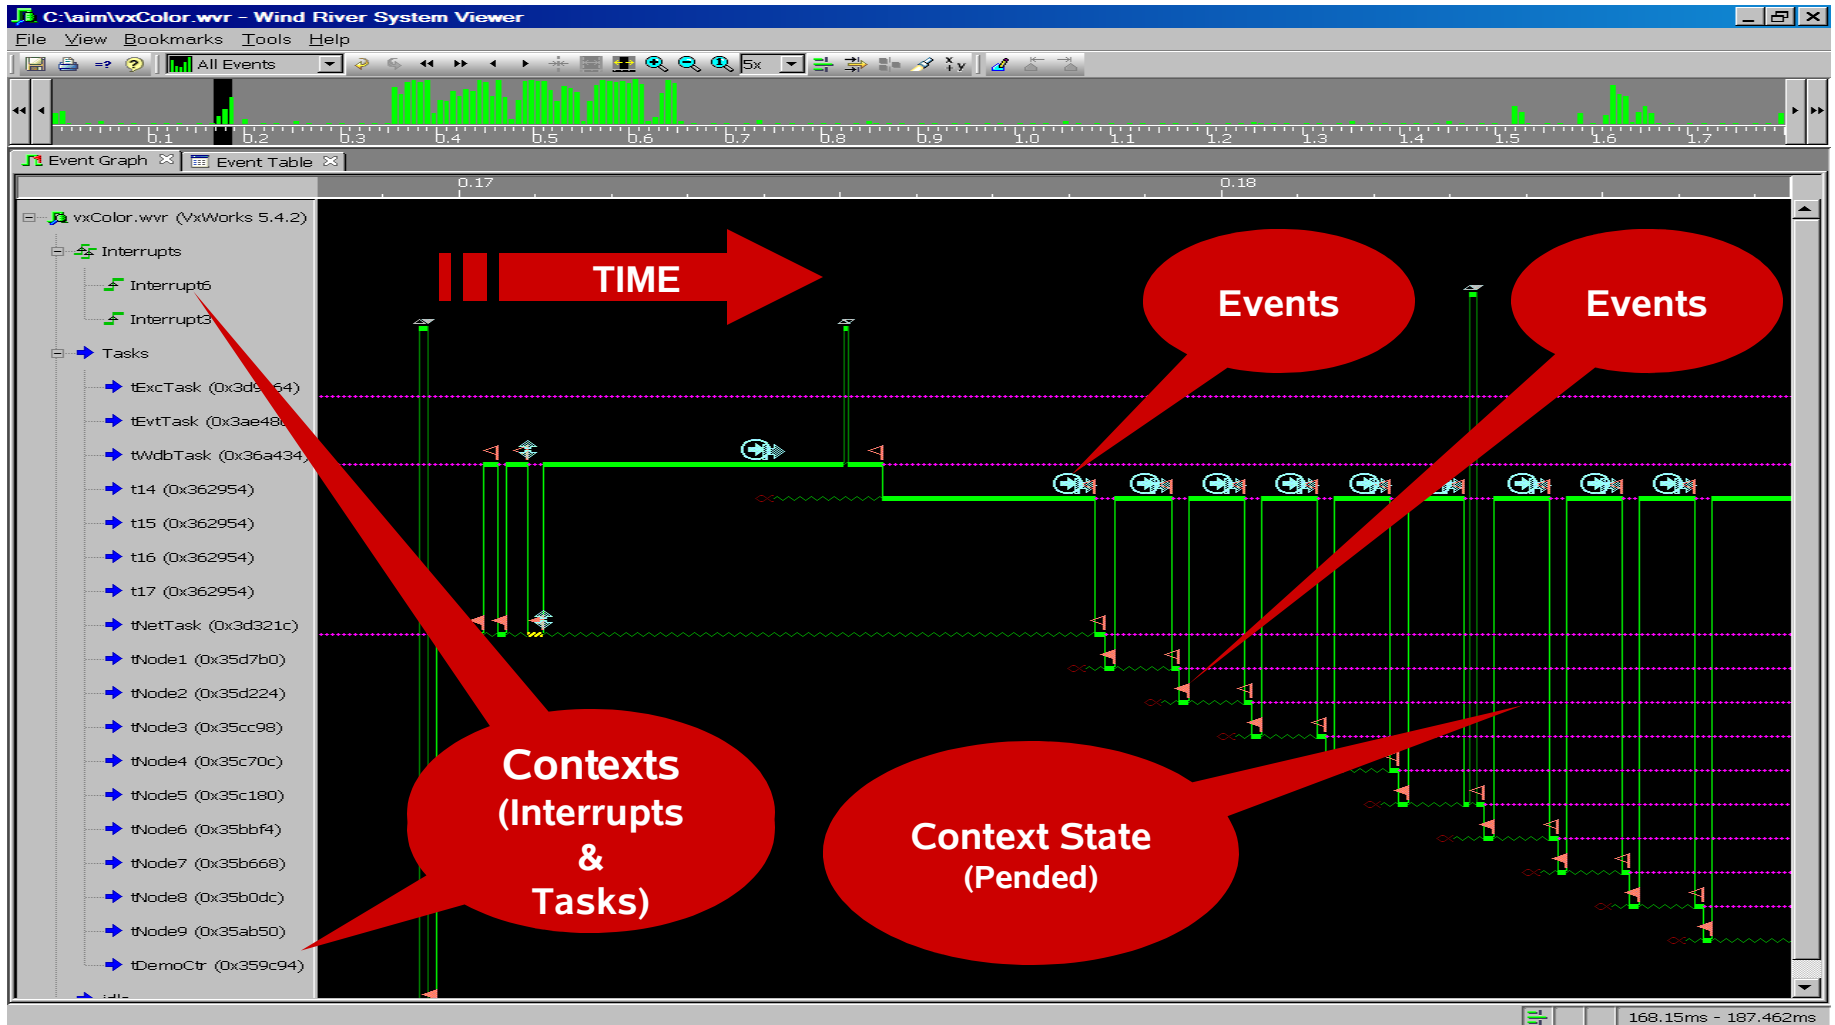 C:\aim\vxColor.wvr - Wind River System Viewer
File View Bookmarks Tools Help
=? All Events 5x
0.1 0.2 0.3 0.4 0.5 0.6 0.7 0.8 0.9 1.0 1.1 1.2 1.3 1.4 1.5 1.6 1.7
Event Graph Event Table
0.17 0.18
vxColor.wvr (VxWorks 5.4.2)
Interrupts
Interrupt6
Interrupt3
Tasks
tExcTask
tEvtTask
tWdbTask (0x36a434)
t14 (0x362954)
t15 (0x362954)
t16 (0x362954)
t17 (0x362954)
tNetTask (0x3d321c)
tNode1 (0x35d7b0)
tNode2 (0x35d224)
tNode3 (0x35cc98)
tNode4 (0x35c70c)
tNode5 (0x35c180)
tNode6 (0x35bbf4)
tNode7 (0x35b668)
tNode8 (0x35b0dc)
tNode9 (0x35ab50)
tDemoCtr (0x359c94)
TIME
Events
Events
Contexts
(Interrupts
&
Tasks)
Context State
(Pended)
168.15ms - 187.462ms